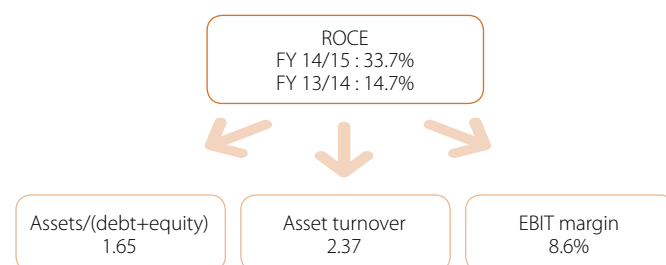 ROCE
FY 14/15 : 33.7%
FY 13/14 : 14.7%
Assets/(debt+equity)
1.65
Asset turnover
2.37
EBIT margin
8.6%